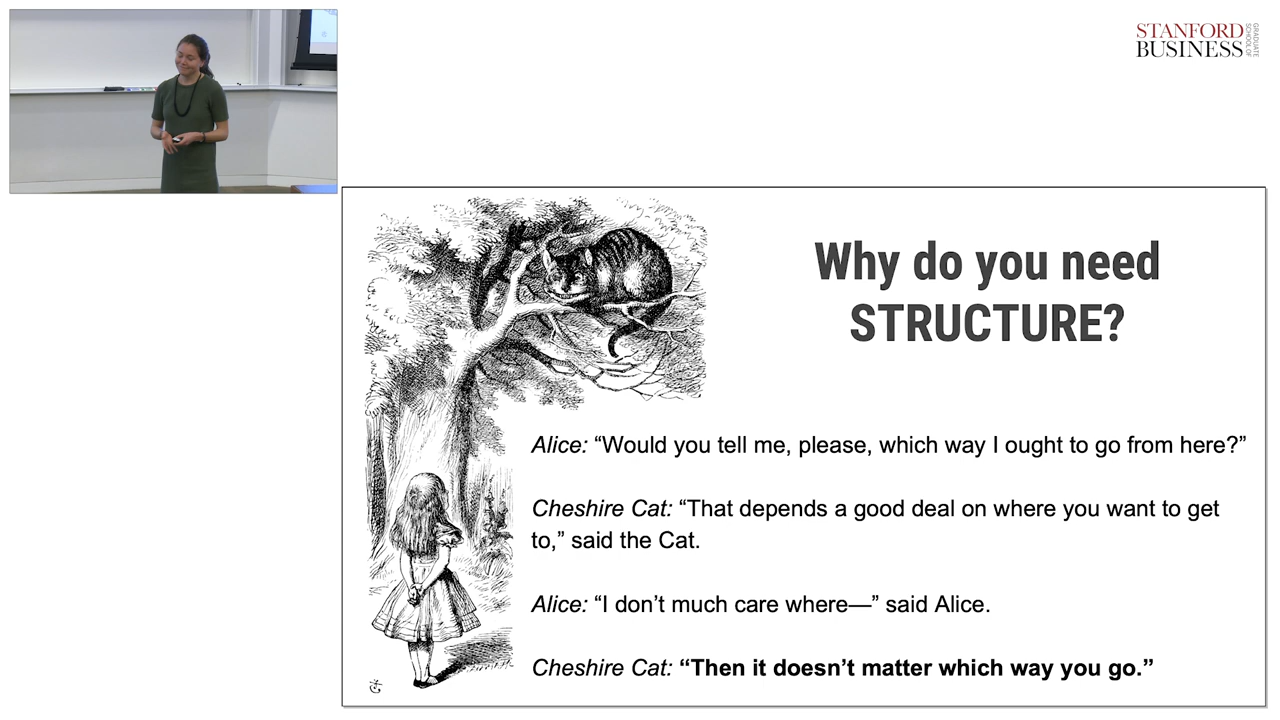 STANFORD
BUSINESS
GRADUATE
SCHOOL OF
Why do you need
STRUCTURE?
Alice: “Would you tell me, please, which way I ought to go from here?”
Cheshire Cat: “That depends a good deal on where you want to get
to,” said the Cat.
Alice: “I don’t much care where—” said Alice.
Cheshire Cat: “Then it doesn’t matter which way you go.”